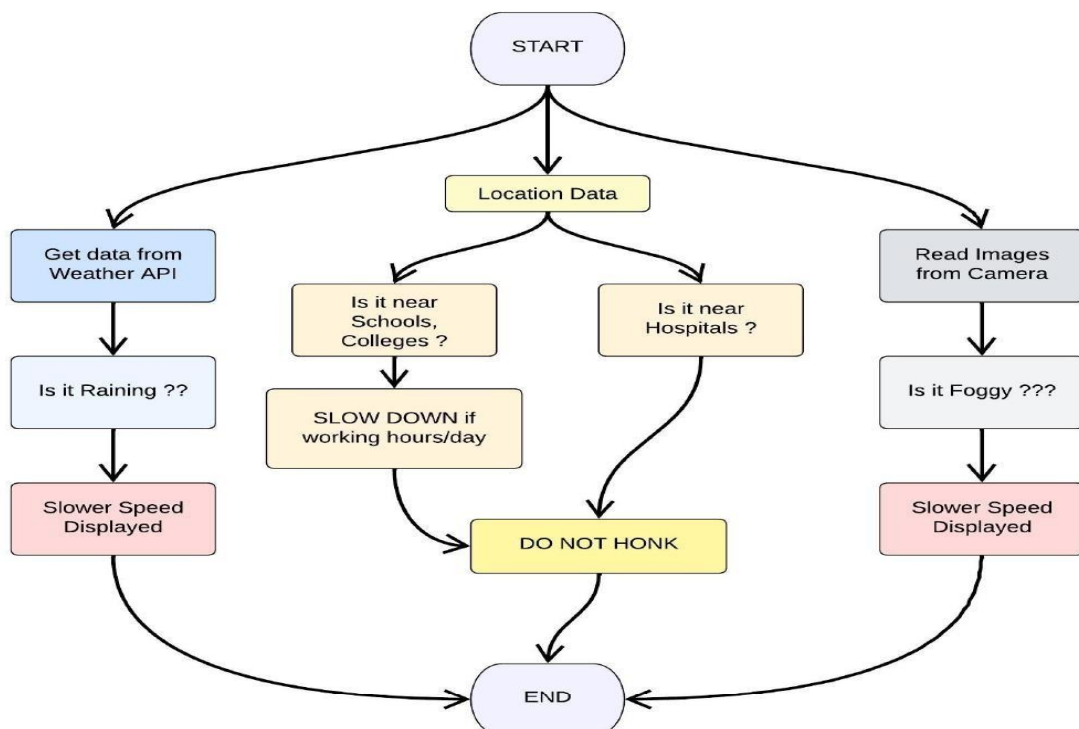 START
Location Data
Get data from
Weather API
Read Images
from Camera
Is it near
Schools,
Colleges ?
Is it near
Hospitals ?
Is it Raining ??
Is it Foggy ???
SLOW DOWN if
working hours/day
Slower Speed
Displayed
DO NOT HONK
Slower Speed
Displayed
END